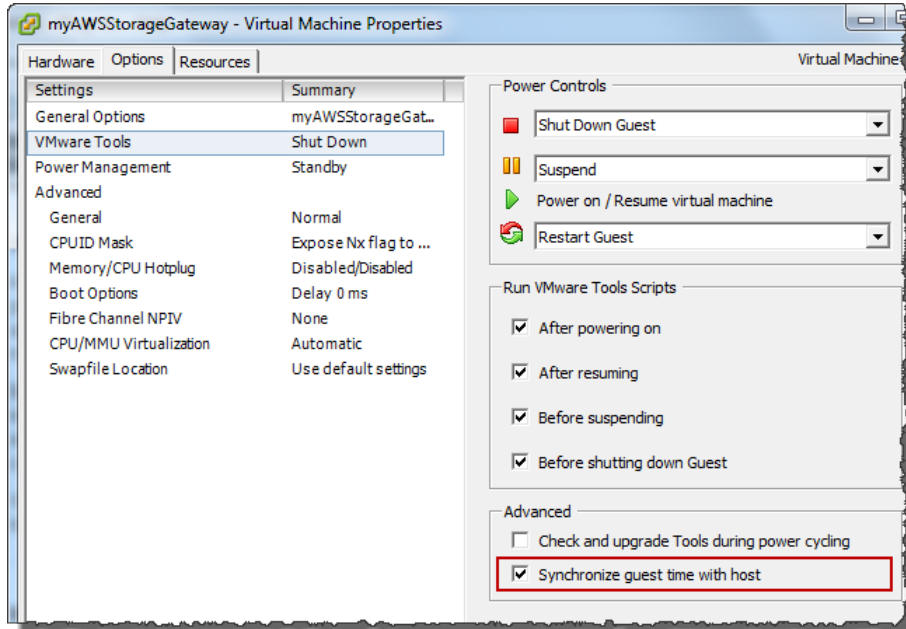 myAWSStorageGateway - Virtual Machine Properties
Hardware Options Resources Virtual Machine
Settings Summary
General Options myAWSStorageGat...
VMware Tools Shut Down
Power Management Standby
Advanced
General Normal
CPUID Mask Expose Nx flag to ...
Memory/CPU Hotplug Disabled/Disabled
Boot Options Delay 0 ms
Fibre Channel NPIV None
CPU/MMU Virtualization Automatic
Swapfile Location Use default settings
Power Controls
Shut Down Guest
Suspend
Power on / Resume virtual machine
Restart Guest
Run VMware Tools Scripts
After powering on
After resuming
Before suspending
Before shutting down Guest
Advanced
Check and upgrade Tools during power cycling
Synchronize guest time with host